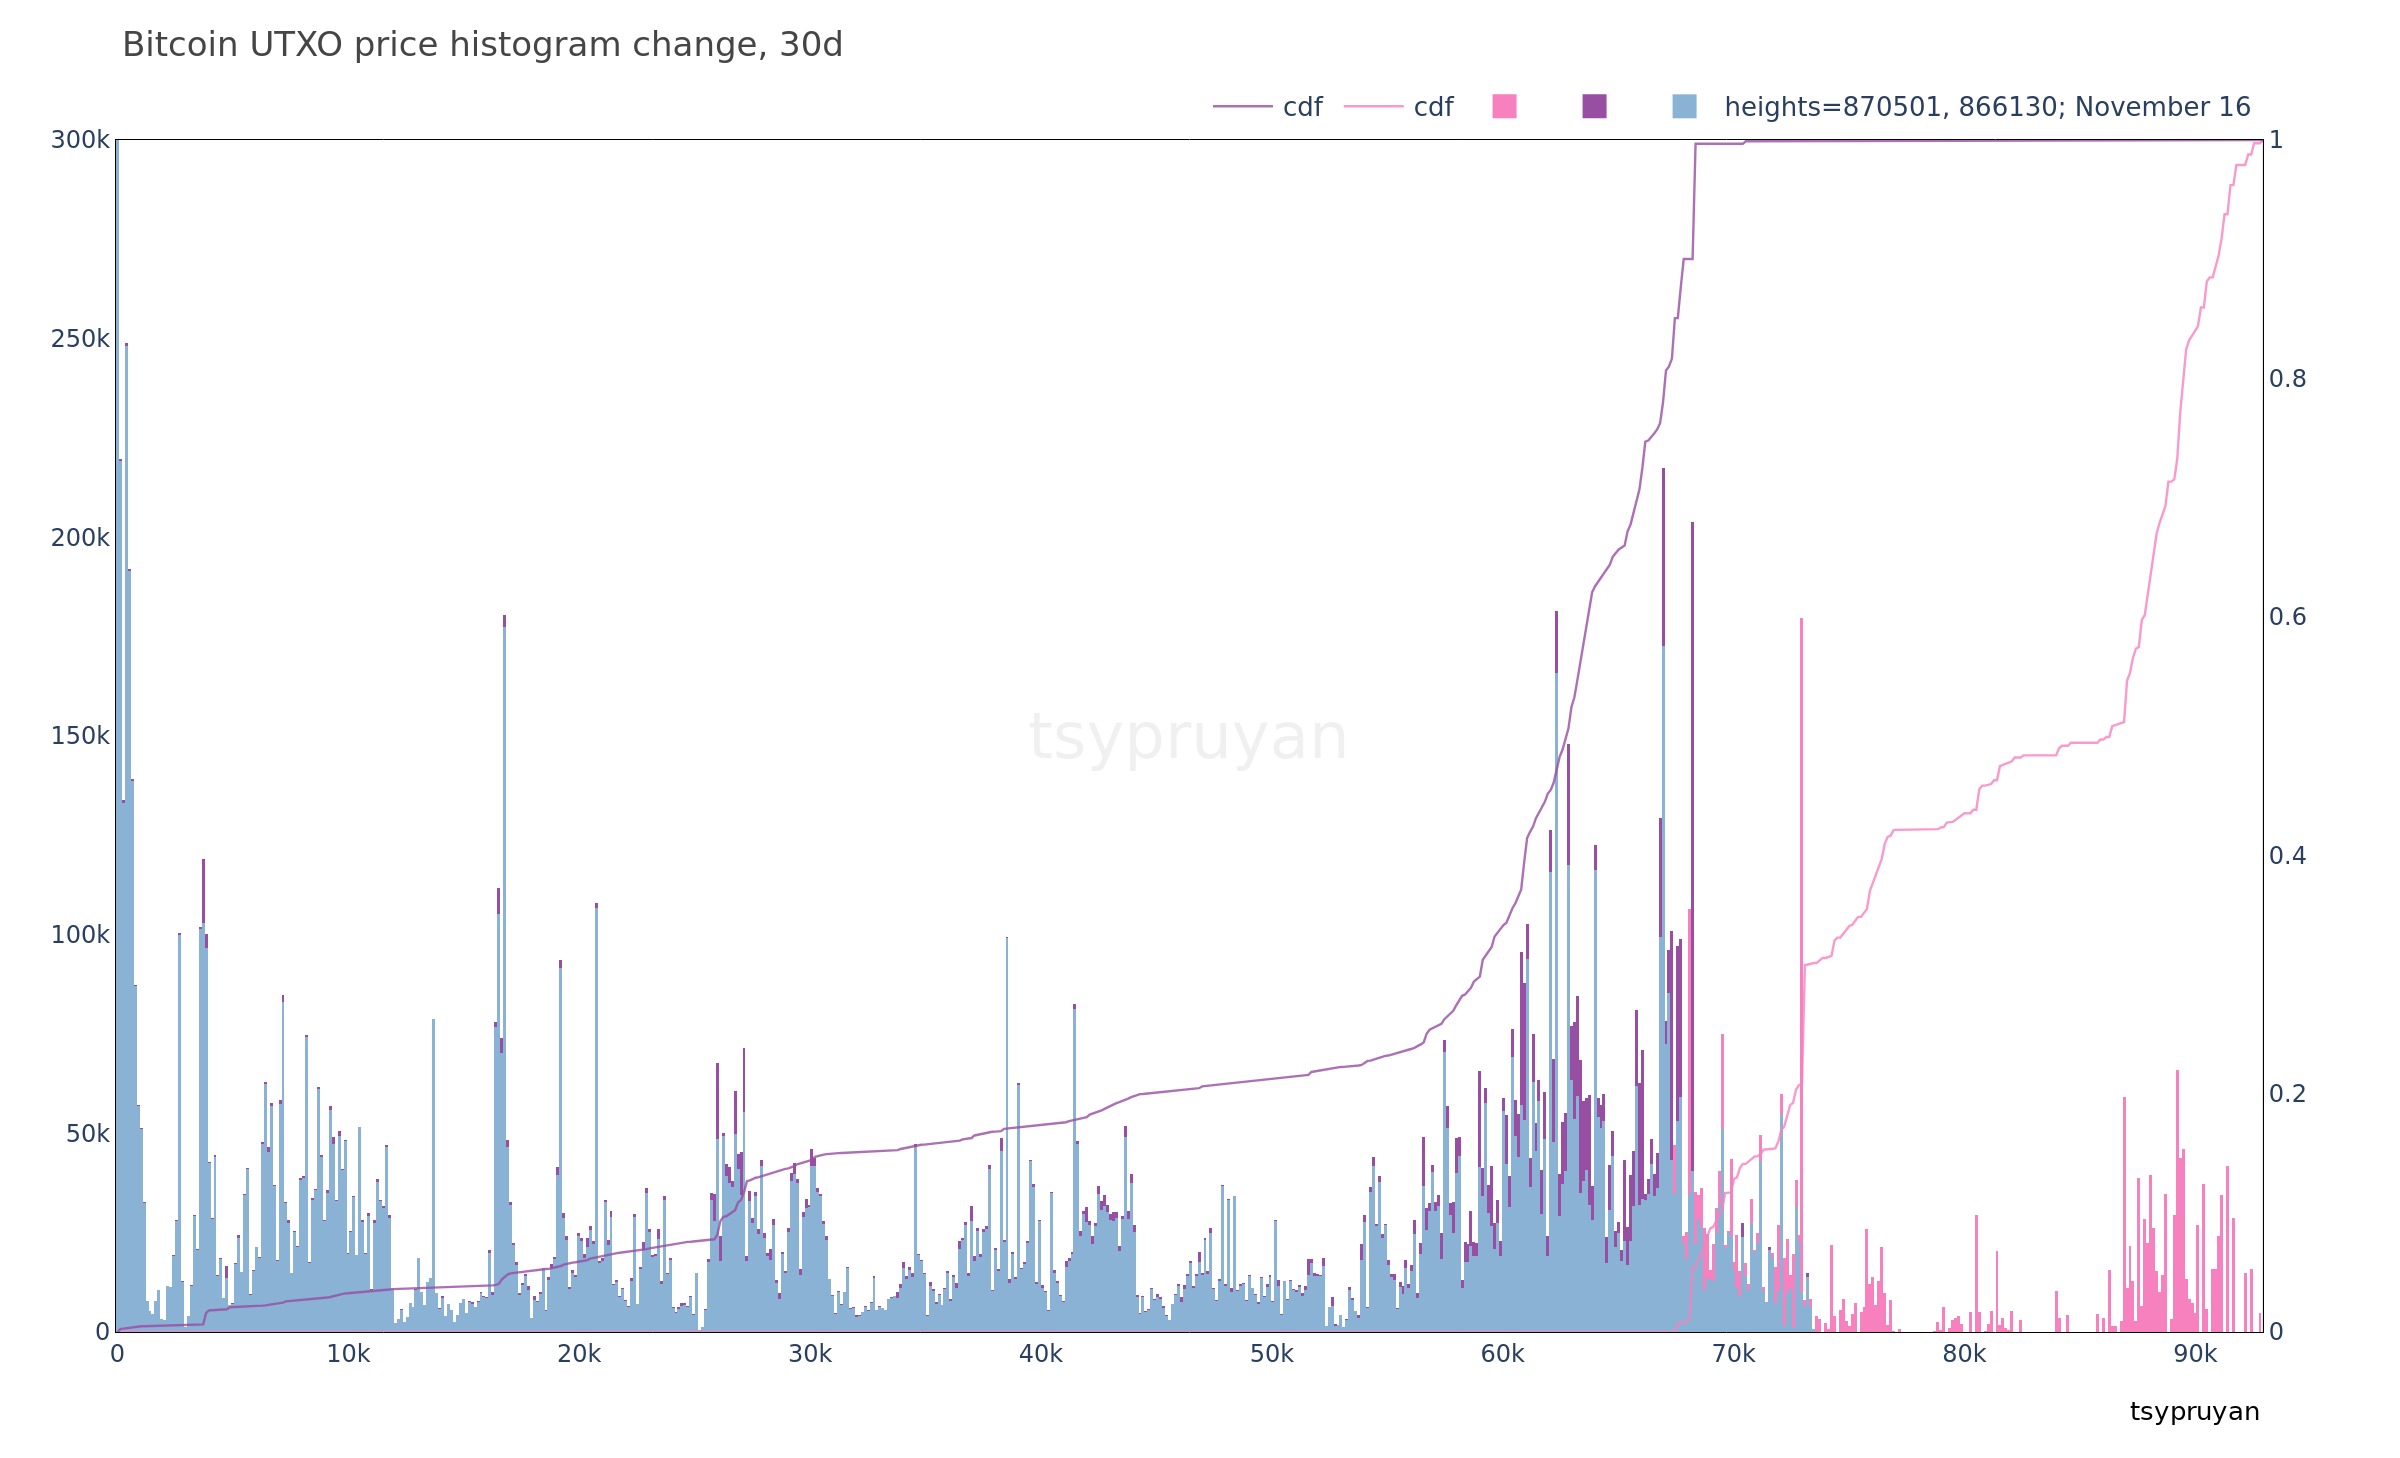 Bitcoin UTXO price histogram change, 30d
cdf cdf heights=870501, 866130; November 16
300k
250k
200k
150k
100k
50k
0
1
0.8
0.6
0.4
0.2
0
tsypruyan
0 10k 20k 30k 40k 50k 60k 70k 80k 90k
tsypruyan